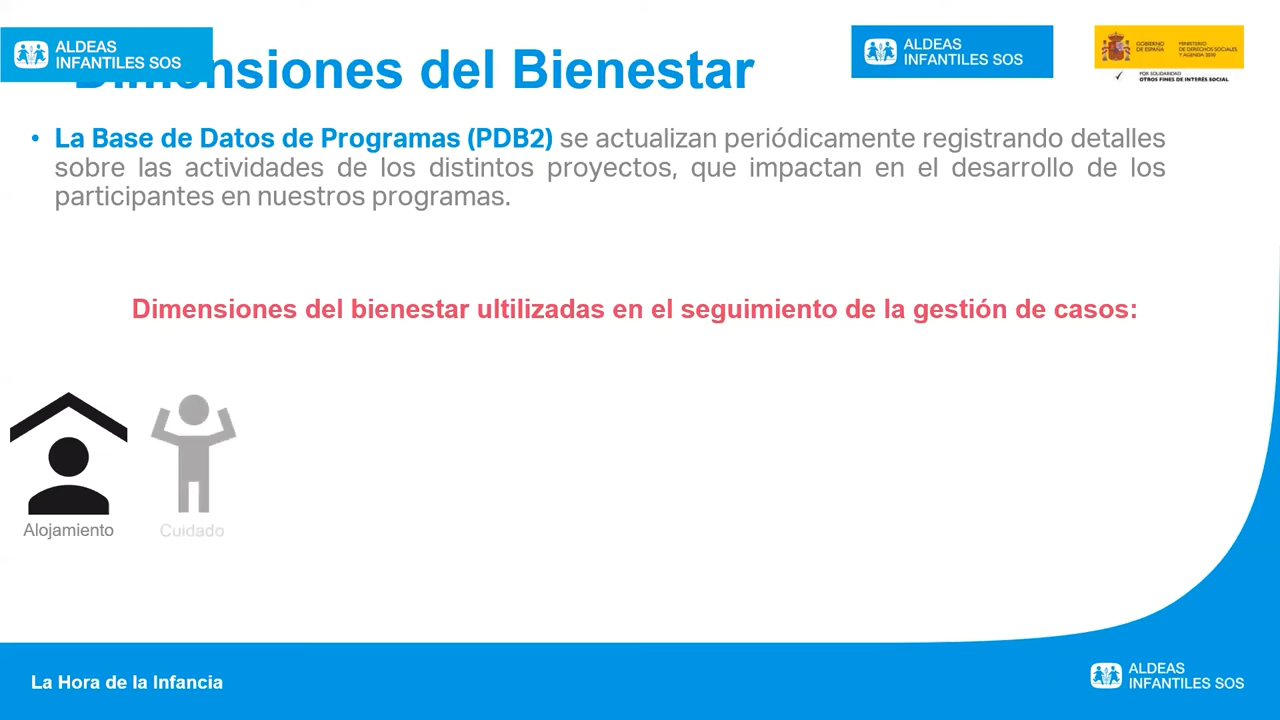 ALDEAS
INFANTILES SOS
Dimensiones del Bienestar
ALDEAS
INFANTILES SOS
GOBIERNO
DE ESPAÑA
MINISTERIO
DE DERECHOS SOCIALES
Y AGENDA 2030
POR SOLIDARIDAD
OTROS FINES DE INTERÉS SOCIAL
• La Base de Datos de Programas (PDB2) se actualizan periódicamente registrando detalles
sobre las actividades de los distintos proyectos, que impactan en el desarrollo de los
participantes en nuestros programas.
Dimensiones del bienestar ultilizadas en el seguimiento de la gestión de casos:
Alojamiento
Cuidado
La Hora de la Infancia
ALDEAS
INFANTILES SOS